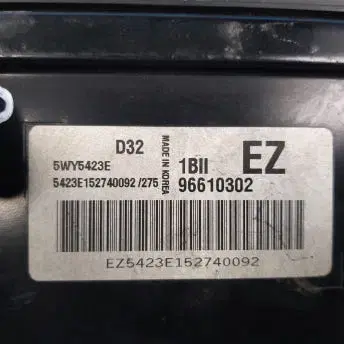 D32
MADE IN KOREA
1BII
EZ
5WY5423E
5423E152740092 /275
96610302
EZ5423E152740092